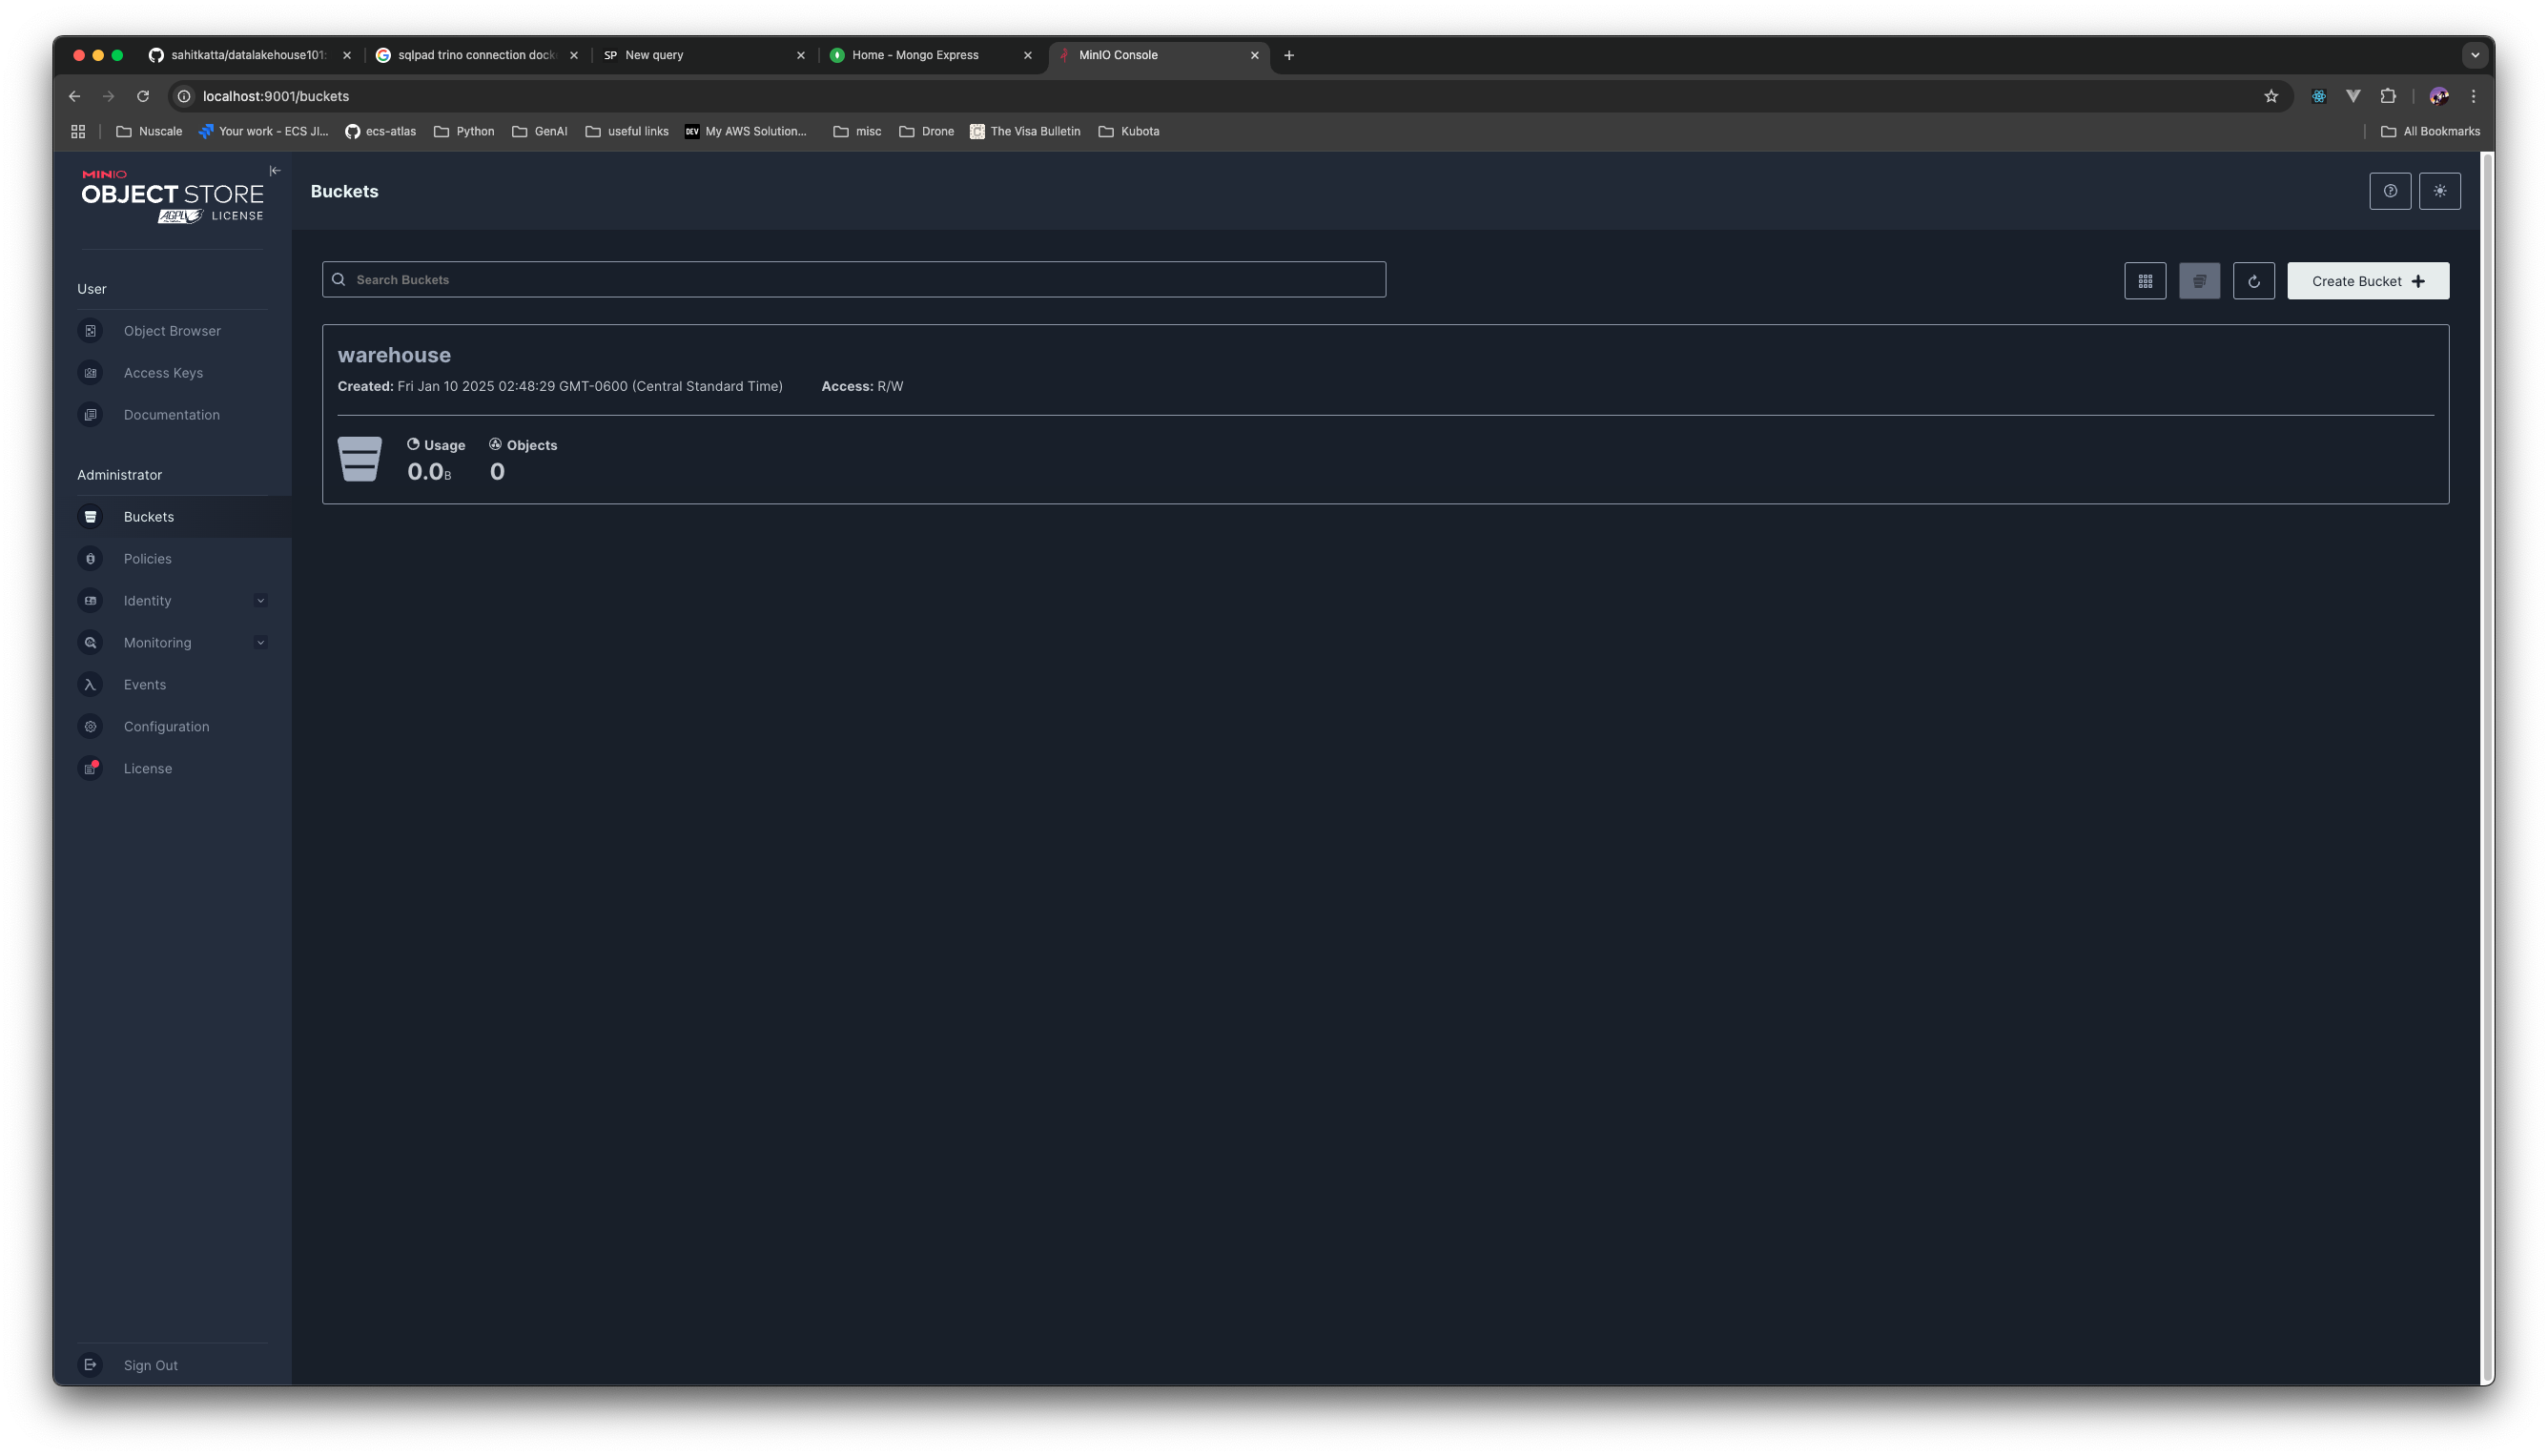 sahitkatta/datalakehouse101:
sqlpad trino connection docke
SP New query
Home - Mongo Express
MinIO Console
localhost:9001/buckets
Nuscale
Your work - ECS JI...
ecs-atlas
Python
GenAI
useful links
DEV My AWS Solution...
misc
Drone
The Visa Bulletin
Kubota
All Bookmarks
MINIO
OBJECT STORE
AGPLv3 LICENSE
Buckets
User
Object Browser
Access Keys
Documentation
Administrator
Buckets
Policies
Identity
Monitoring
Events
Configuration
License
Sign Out
Search Buckets
Create Bucket
warehouse
Created: Fri Jan 10 2025 02:48:29 GMT-0600 (Central Standard Time) Access: R/W
Usage Objects
0.0B 0